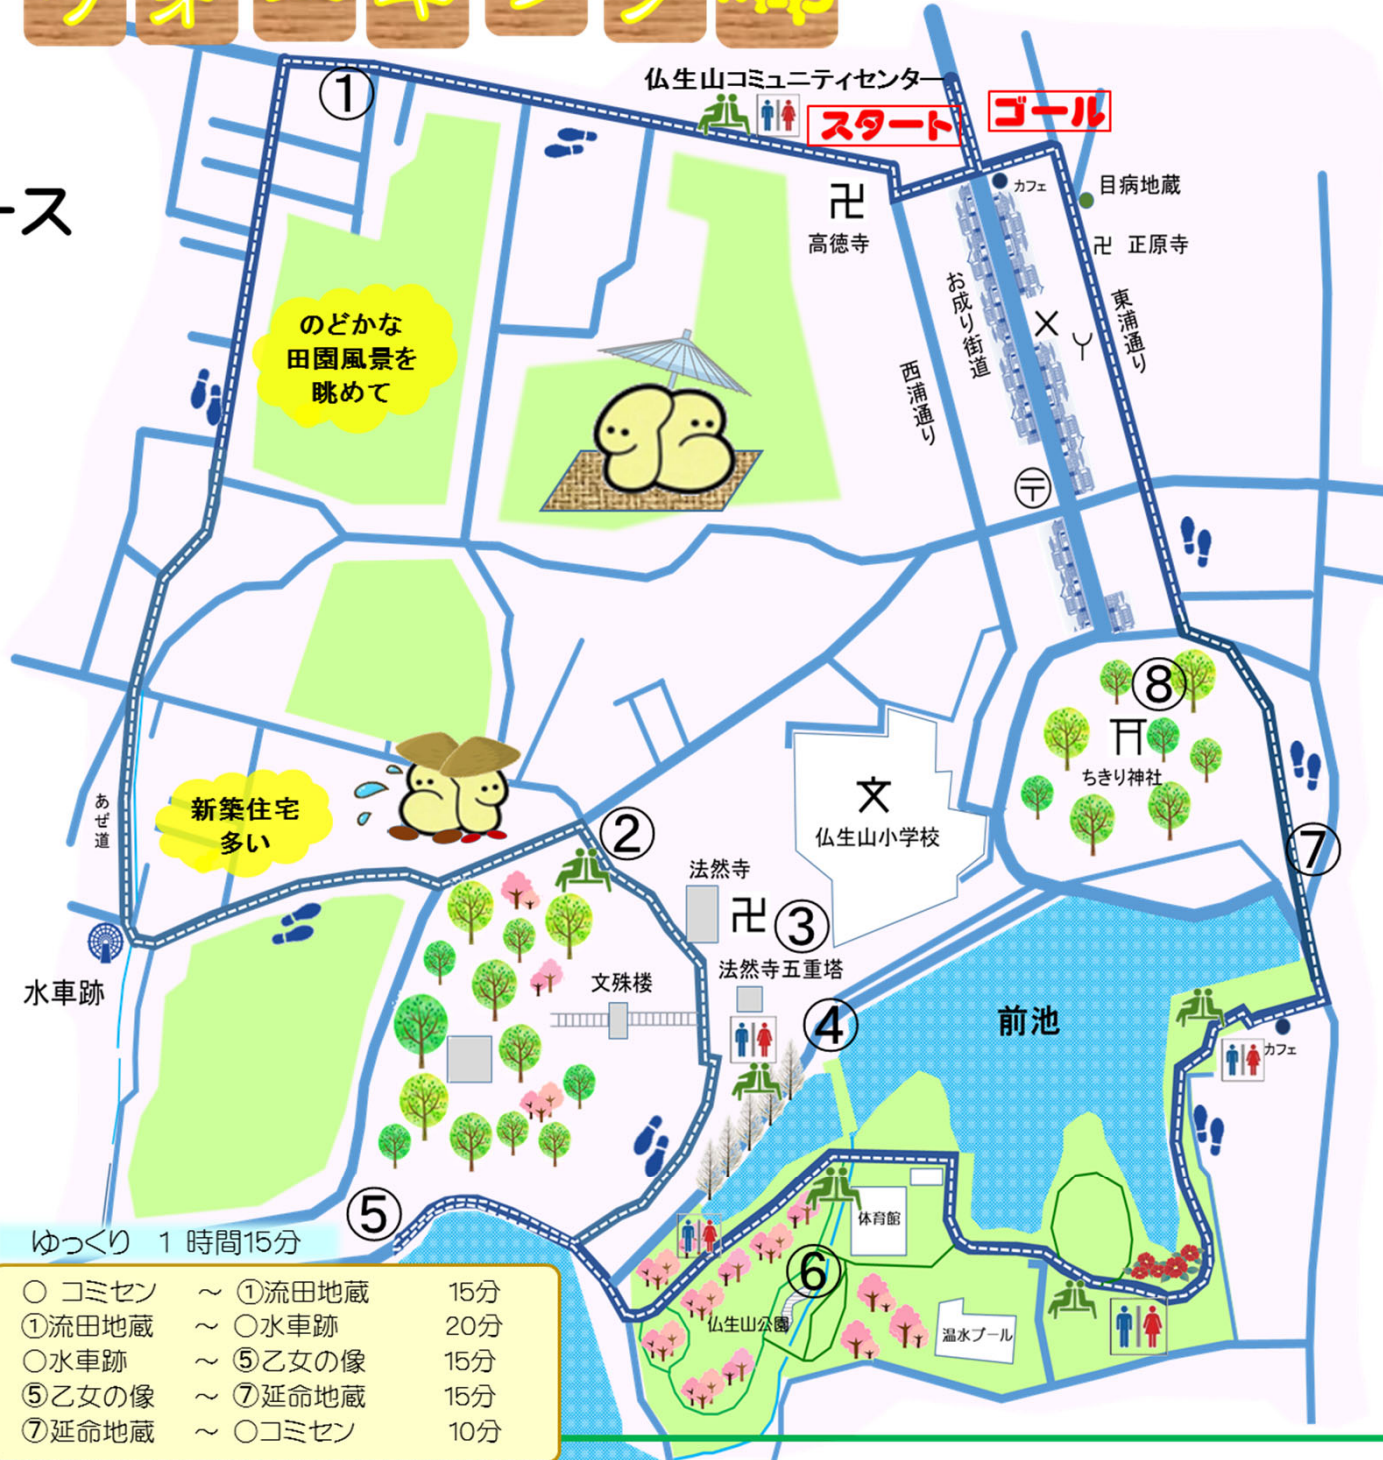 ース
①
仏生山コミュニティセンター
スタート
ゴール
カフェ
目病地蔵
高徳寺
正原寺
お成り街道
東浦通り
西浦通り
のどかな
田園風景を
眺めて
⑧
ちきり神社
文
仏生山小学校
あぜ道
新築住宅
多い
②
⑦
法然寺
③
水車跡
文殊楼
法然寺五重塔
④
前池
カフェ
⑤
体育館
⑥
仏生山公園
温水プール
ゆっくり 1時間15分
○ コミセン ~ ①流田地蔵 15分
①流田地蔵 ~ ○水車跡 20分
○水車跡 ~ ⑤乙女の像 15分
⑤乙女の像 ~ ⑦延命地蔵 15分
⑦延命地蔵 ~ ○コミセン 10分